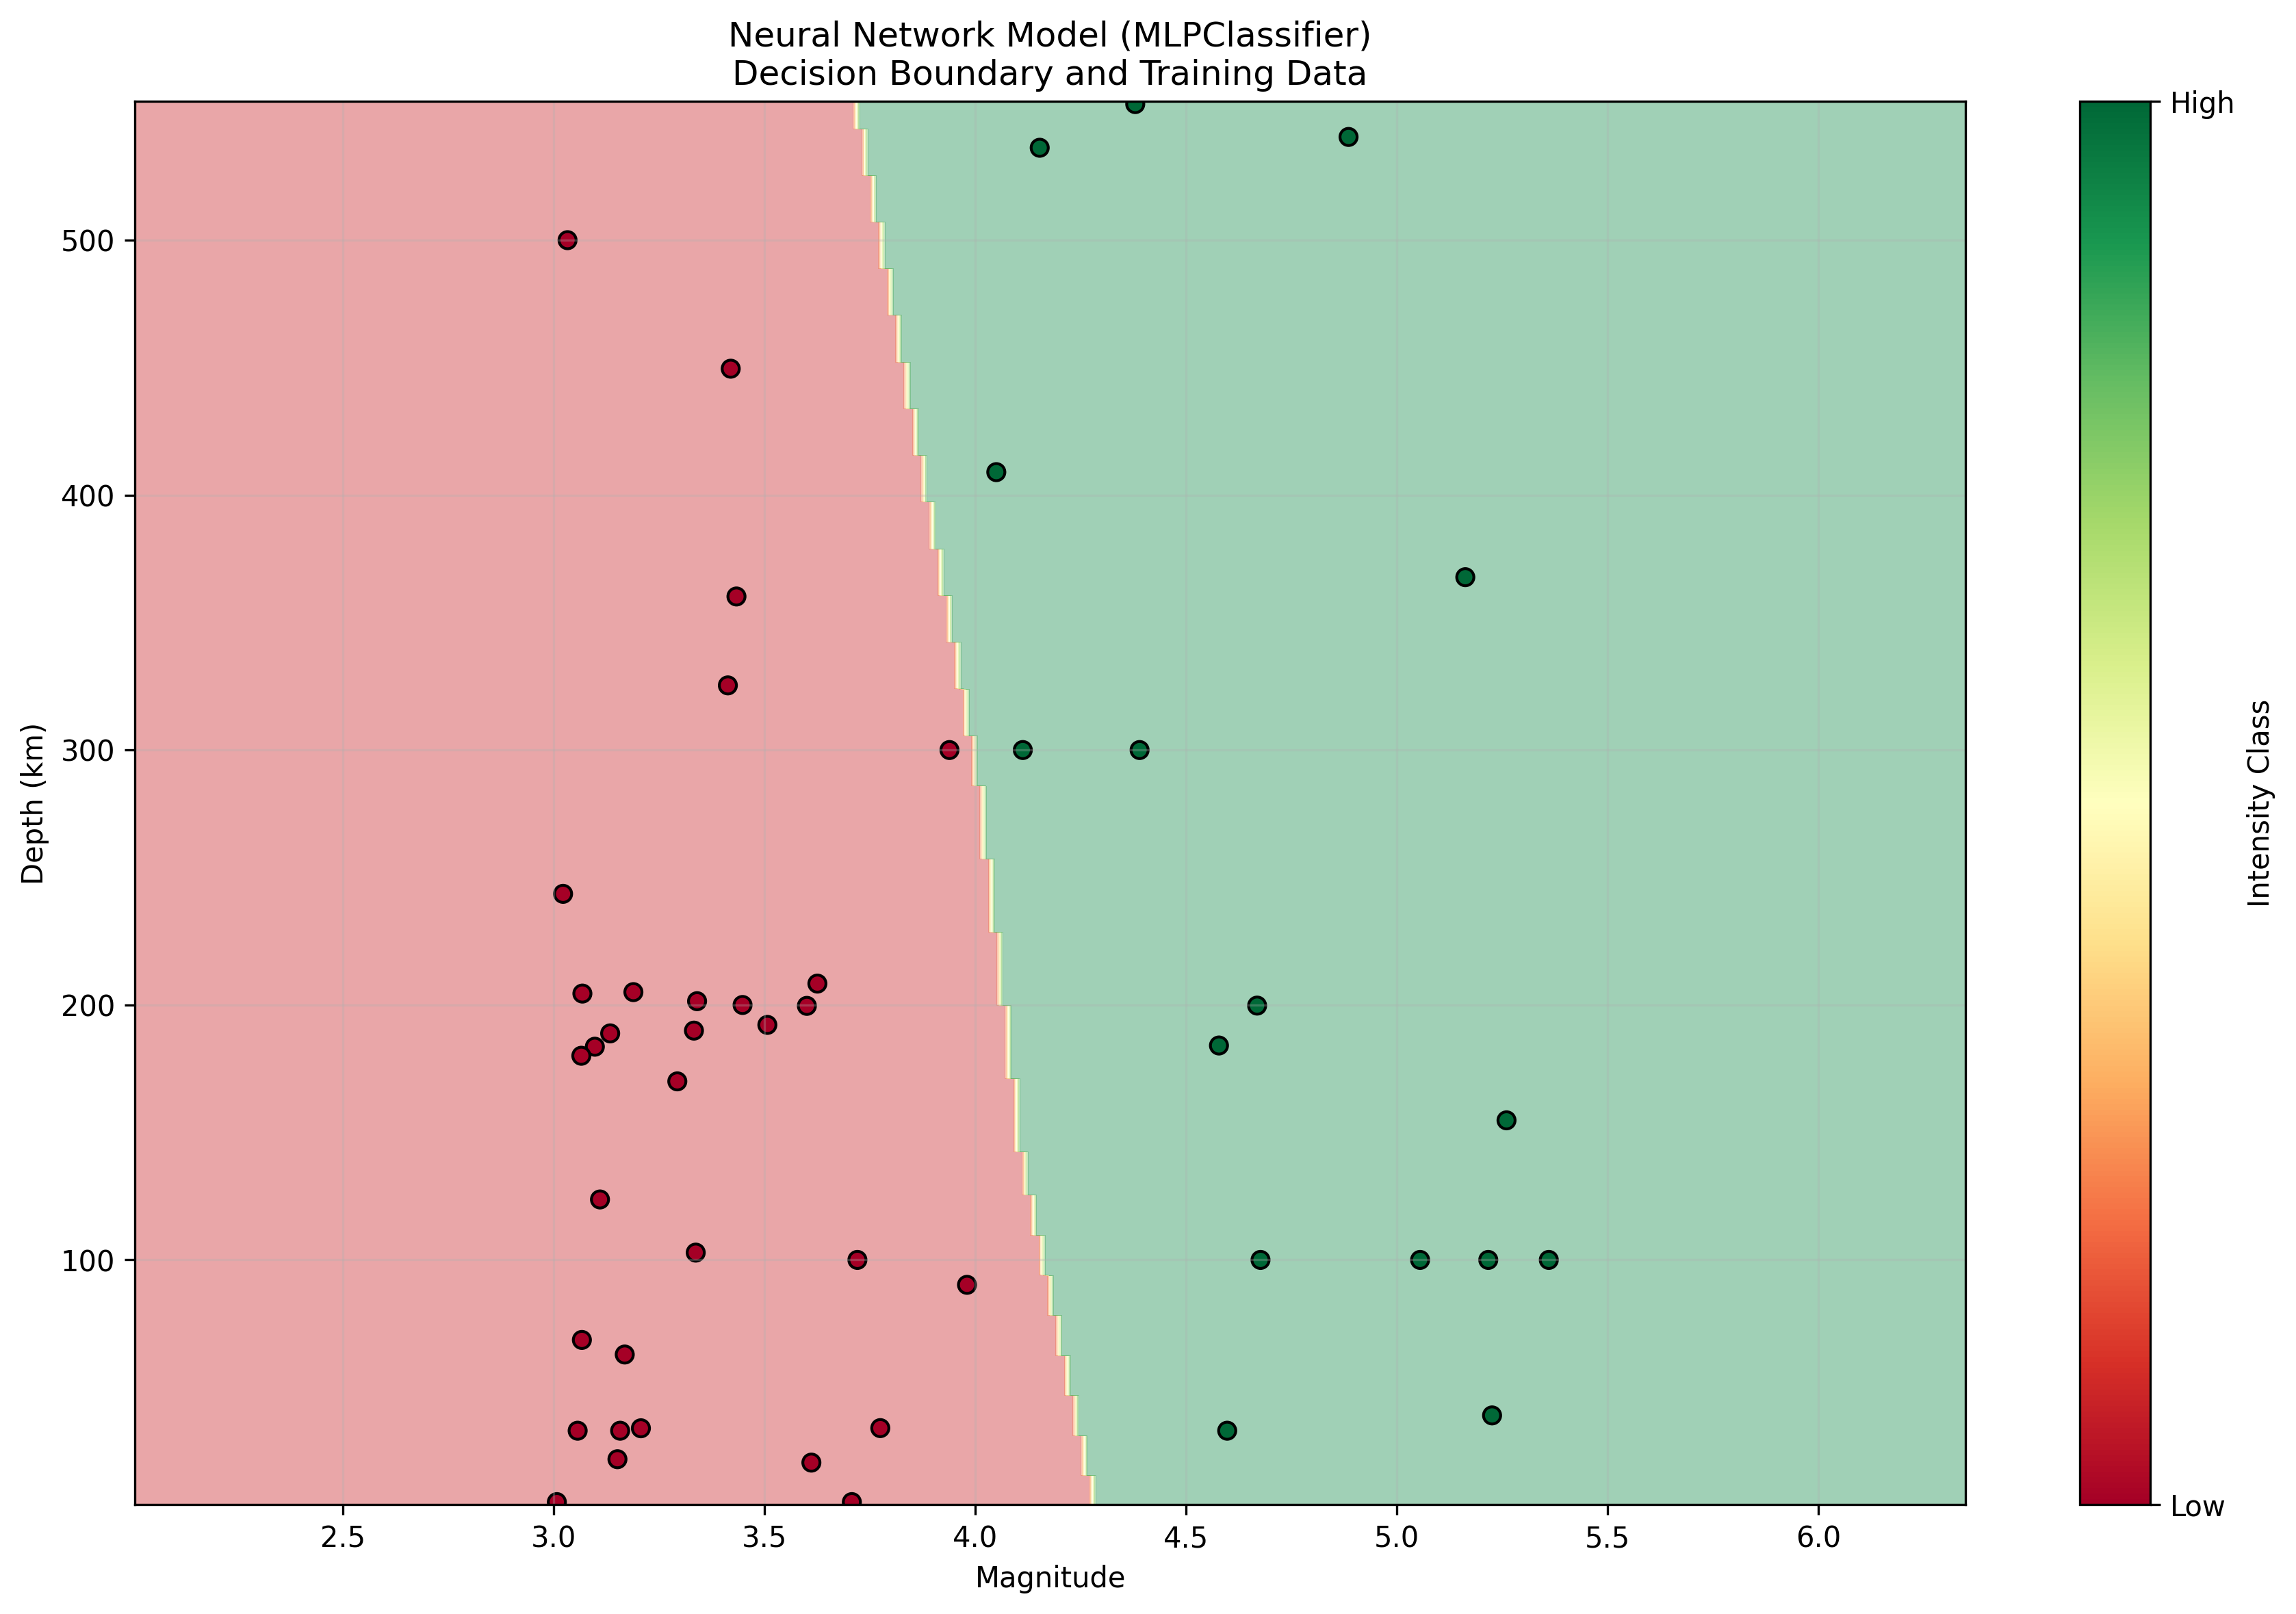 Neural Network Model (MLPClassifier)
Decision Boundary and Training Data
High
500
400
300
200
100
Depth (km)
Intensity Class
Low
2.5 3.0 3.5 4.0 4.5 5.0 5.5 6.0
Magnitude